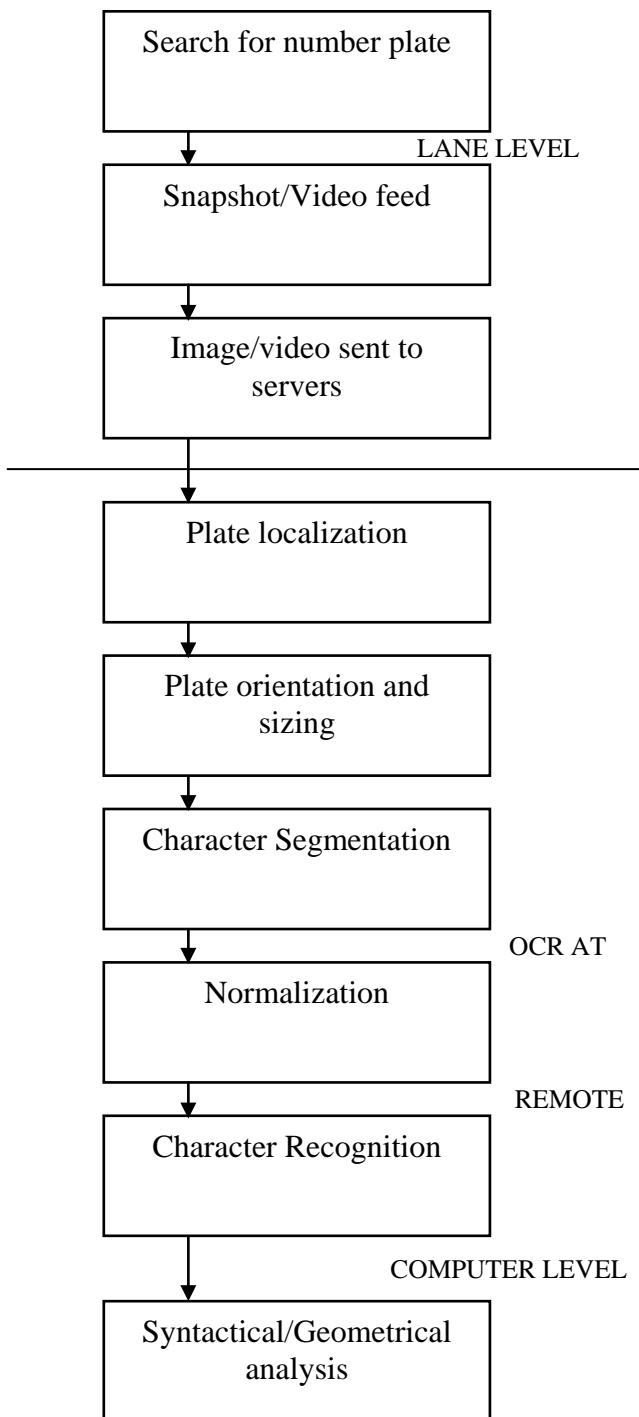 Search for number plate
LANE LEVEL
Snapshot/Video feed
Image/video sent to
servers
Plate localization
Plate orientation and
sizing
Character Segmentation
OCR AT
Normalization
REMOTE
Character Recognition
COMPUTER LEVEL
Syntactical/Geometrical
analysis